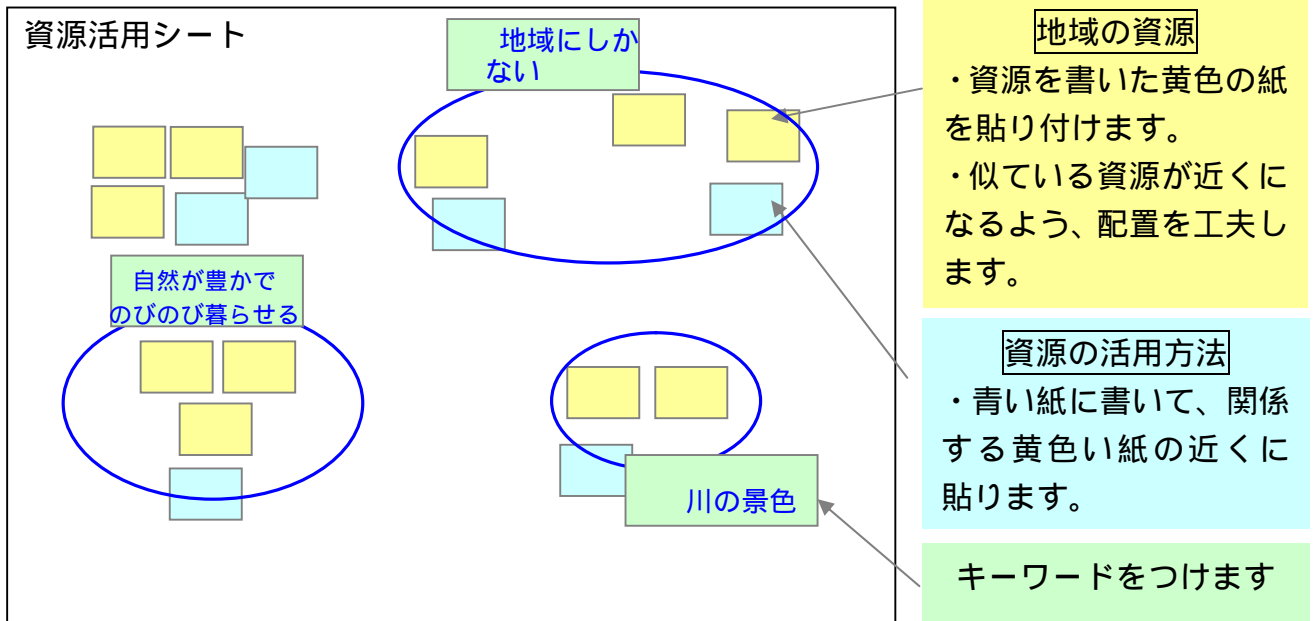 資源活用シート
地域にしか
ない
自然が豊かで
のびのび暮らせる
川の景色
地域の資源
・資源を書いた黄色の紙
を貼り付けます。
・似ている資源が近くに
なるよう、配置を工夫し
ます。
資源の活用方法
・青い紙に書いて、関係
する黄色い紙の近くに
貼ります。
キーワードをつけます